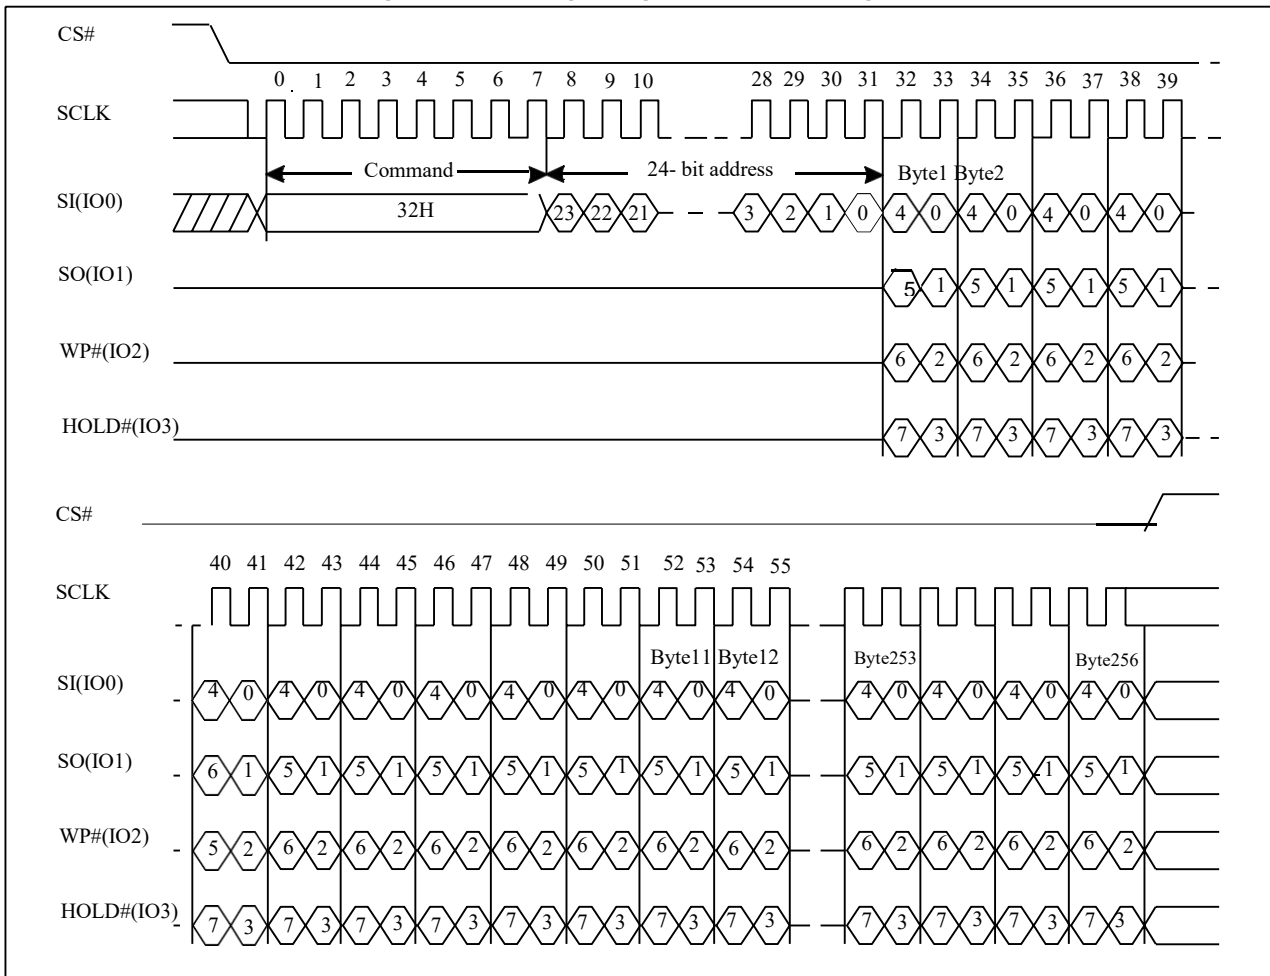 CS#
0 1 2 3 4 5 6 7 8 9 10 28 29 30 31 32 33 34 35 36 37 38 39
SCLK
Command 24- bit address Byte1 Byte2
SI(IO0) 32H 23 22 21 3 2 1 0 4 0 4 0 4 0 4 0
SO(IO1) 5 1 5 1 5 1 5 1
WP#(IO2) 6 2 6 2 6 2 6 2
HOLD#(IO3) 7 3 7 3 7 3 7 3
CS#
40 41 42 43 44 45 46 47 48 49 50 51 52 53 54 55
SCLK
Byte11 Byte12 Byte253 Byte256
SI(IO0) 4 0 4 0 4 0 4 0 4 0 4 0 4 0 4 0 4 0 4 0 4 0 4 0
SO(IO1) 6 1 5 1 5 1 5 1 5 1 5 1 5 1 5 1 5 1 5 1 5 1 5 1
WP#(IO2) 5 2 6 2 6 2 6 2 6 2 6 2 6 2 6 2 6 2 6 2 6 2 6 2
HOLD#(IO3) 7 3 7 3 7 3 7 3 7 3 7 3 7 3 7 3 7 3 7 3 7 3 7 3